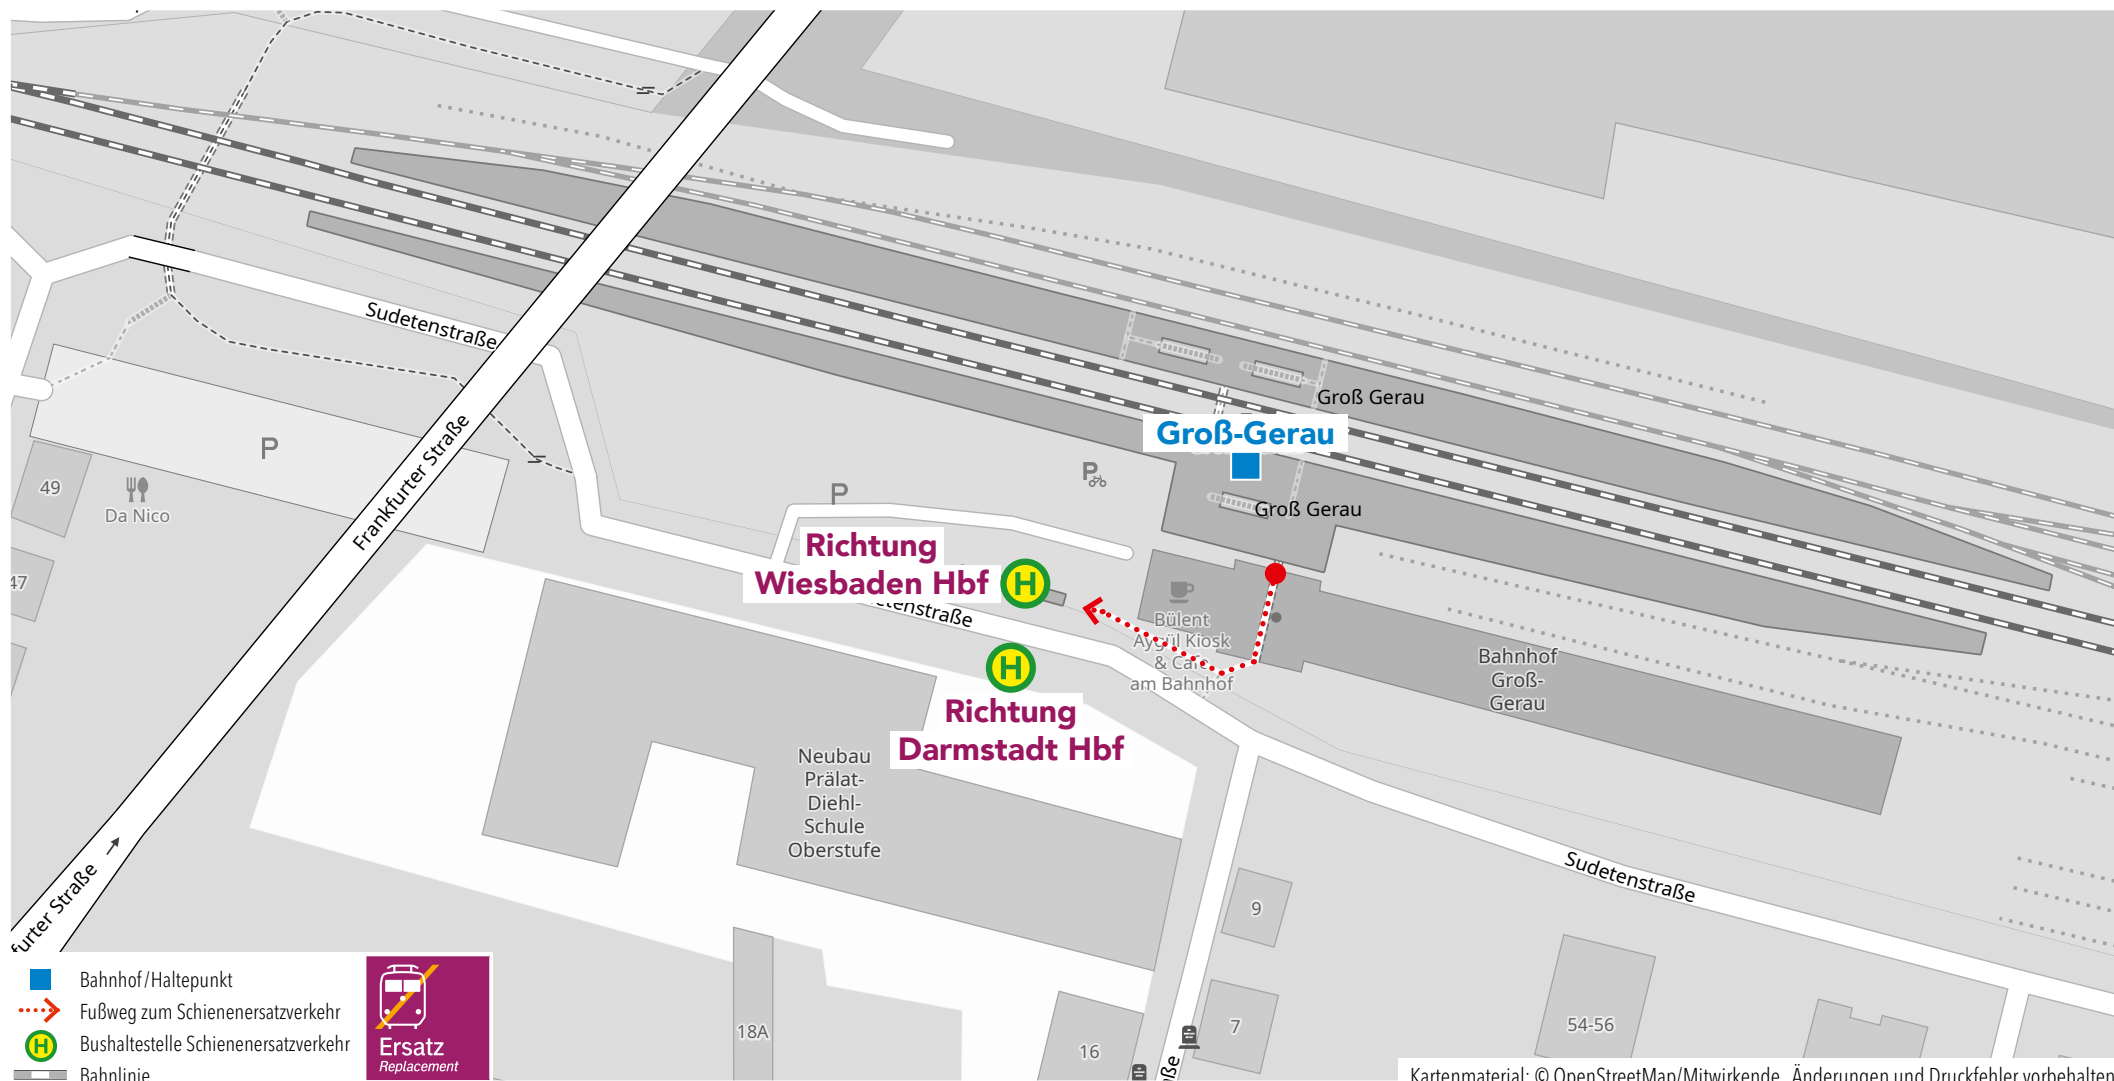 Sudetenstraße
Groß Gerau
Groß-Gerau
P
P
P
49
Da Nico
Frankfurter Straße
Groß Gerau
Richtung
Wiesbaden Hbf
H
47
Bülent
Aygül Kiosk
& Café
am Bahnhof
H
Bahnhof
Groß-
Gerau
Richtung
Darmstadt Hbf
Neubau
Prälat-
Diehl-
Schule
Oberstufe
Sudetenstraße
9
7
54-56
18A
16
Bahnhof/Haltepunkt
Fußweg zum Schienenersatzverkehr
H Bushaltestelle Schienenersatzverkehr
Bahnlinie
Ersatz
Replacement
Kartenmaterial: © OpenStreetMap/Mitwirkende, Änderungen und Druckfehler vorbehalten